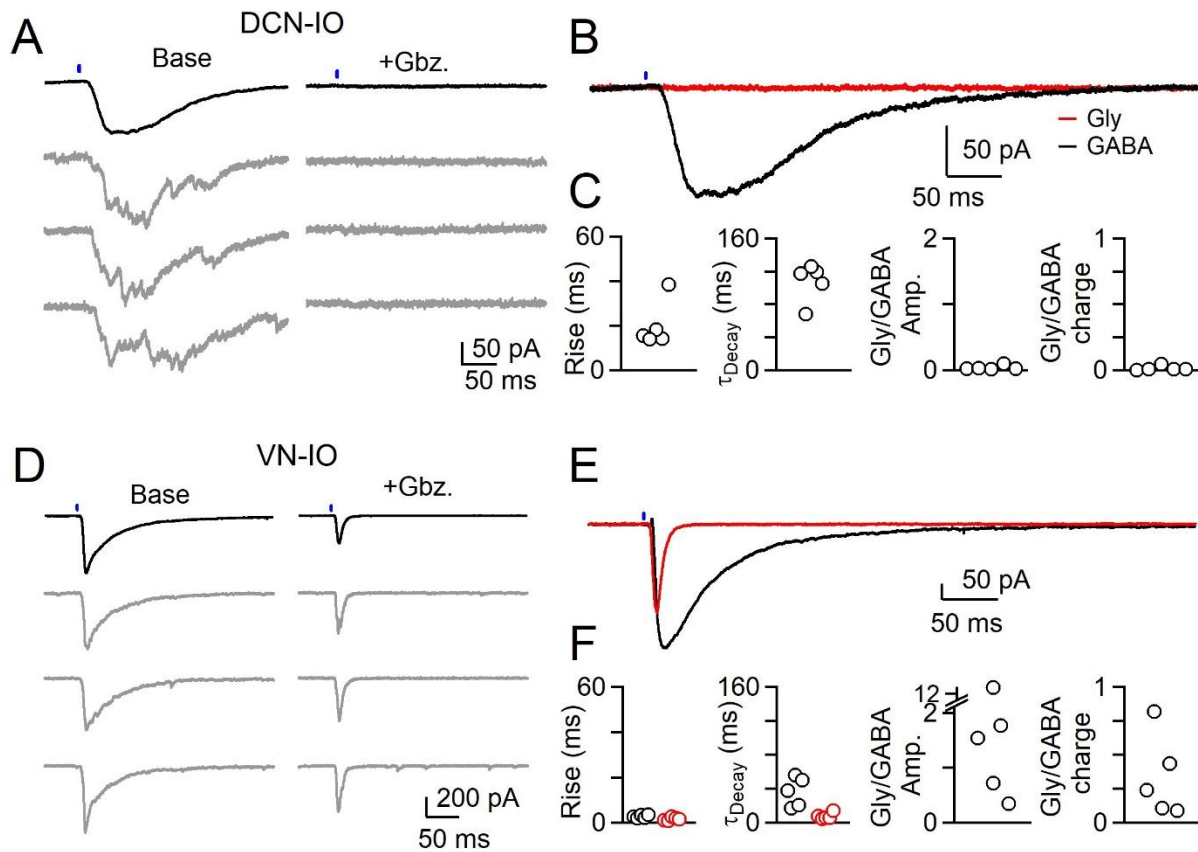 A
DCN-IO
Base
+Gbz.
50 pA
50 ms
B
Gly
GABA
50 pA
50 ms
C
60
0
Rise (ms)
160
0
τDecay (ms)
2
0
Gly/GABA
Amp.
1
0
Gly/GABA
charge
D
VN-IO
Base
+Gbz.
200 pA
50 ms
E
50 pA
50 ms
F
60
0
Rise (ms)
160
0
τDecay (ms)
12
2
0
Gly/GABA
Amp.
1
0
Gly/GABA
charge